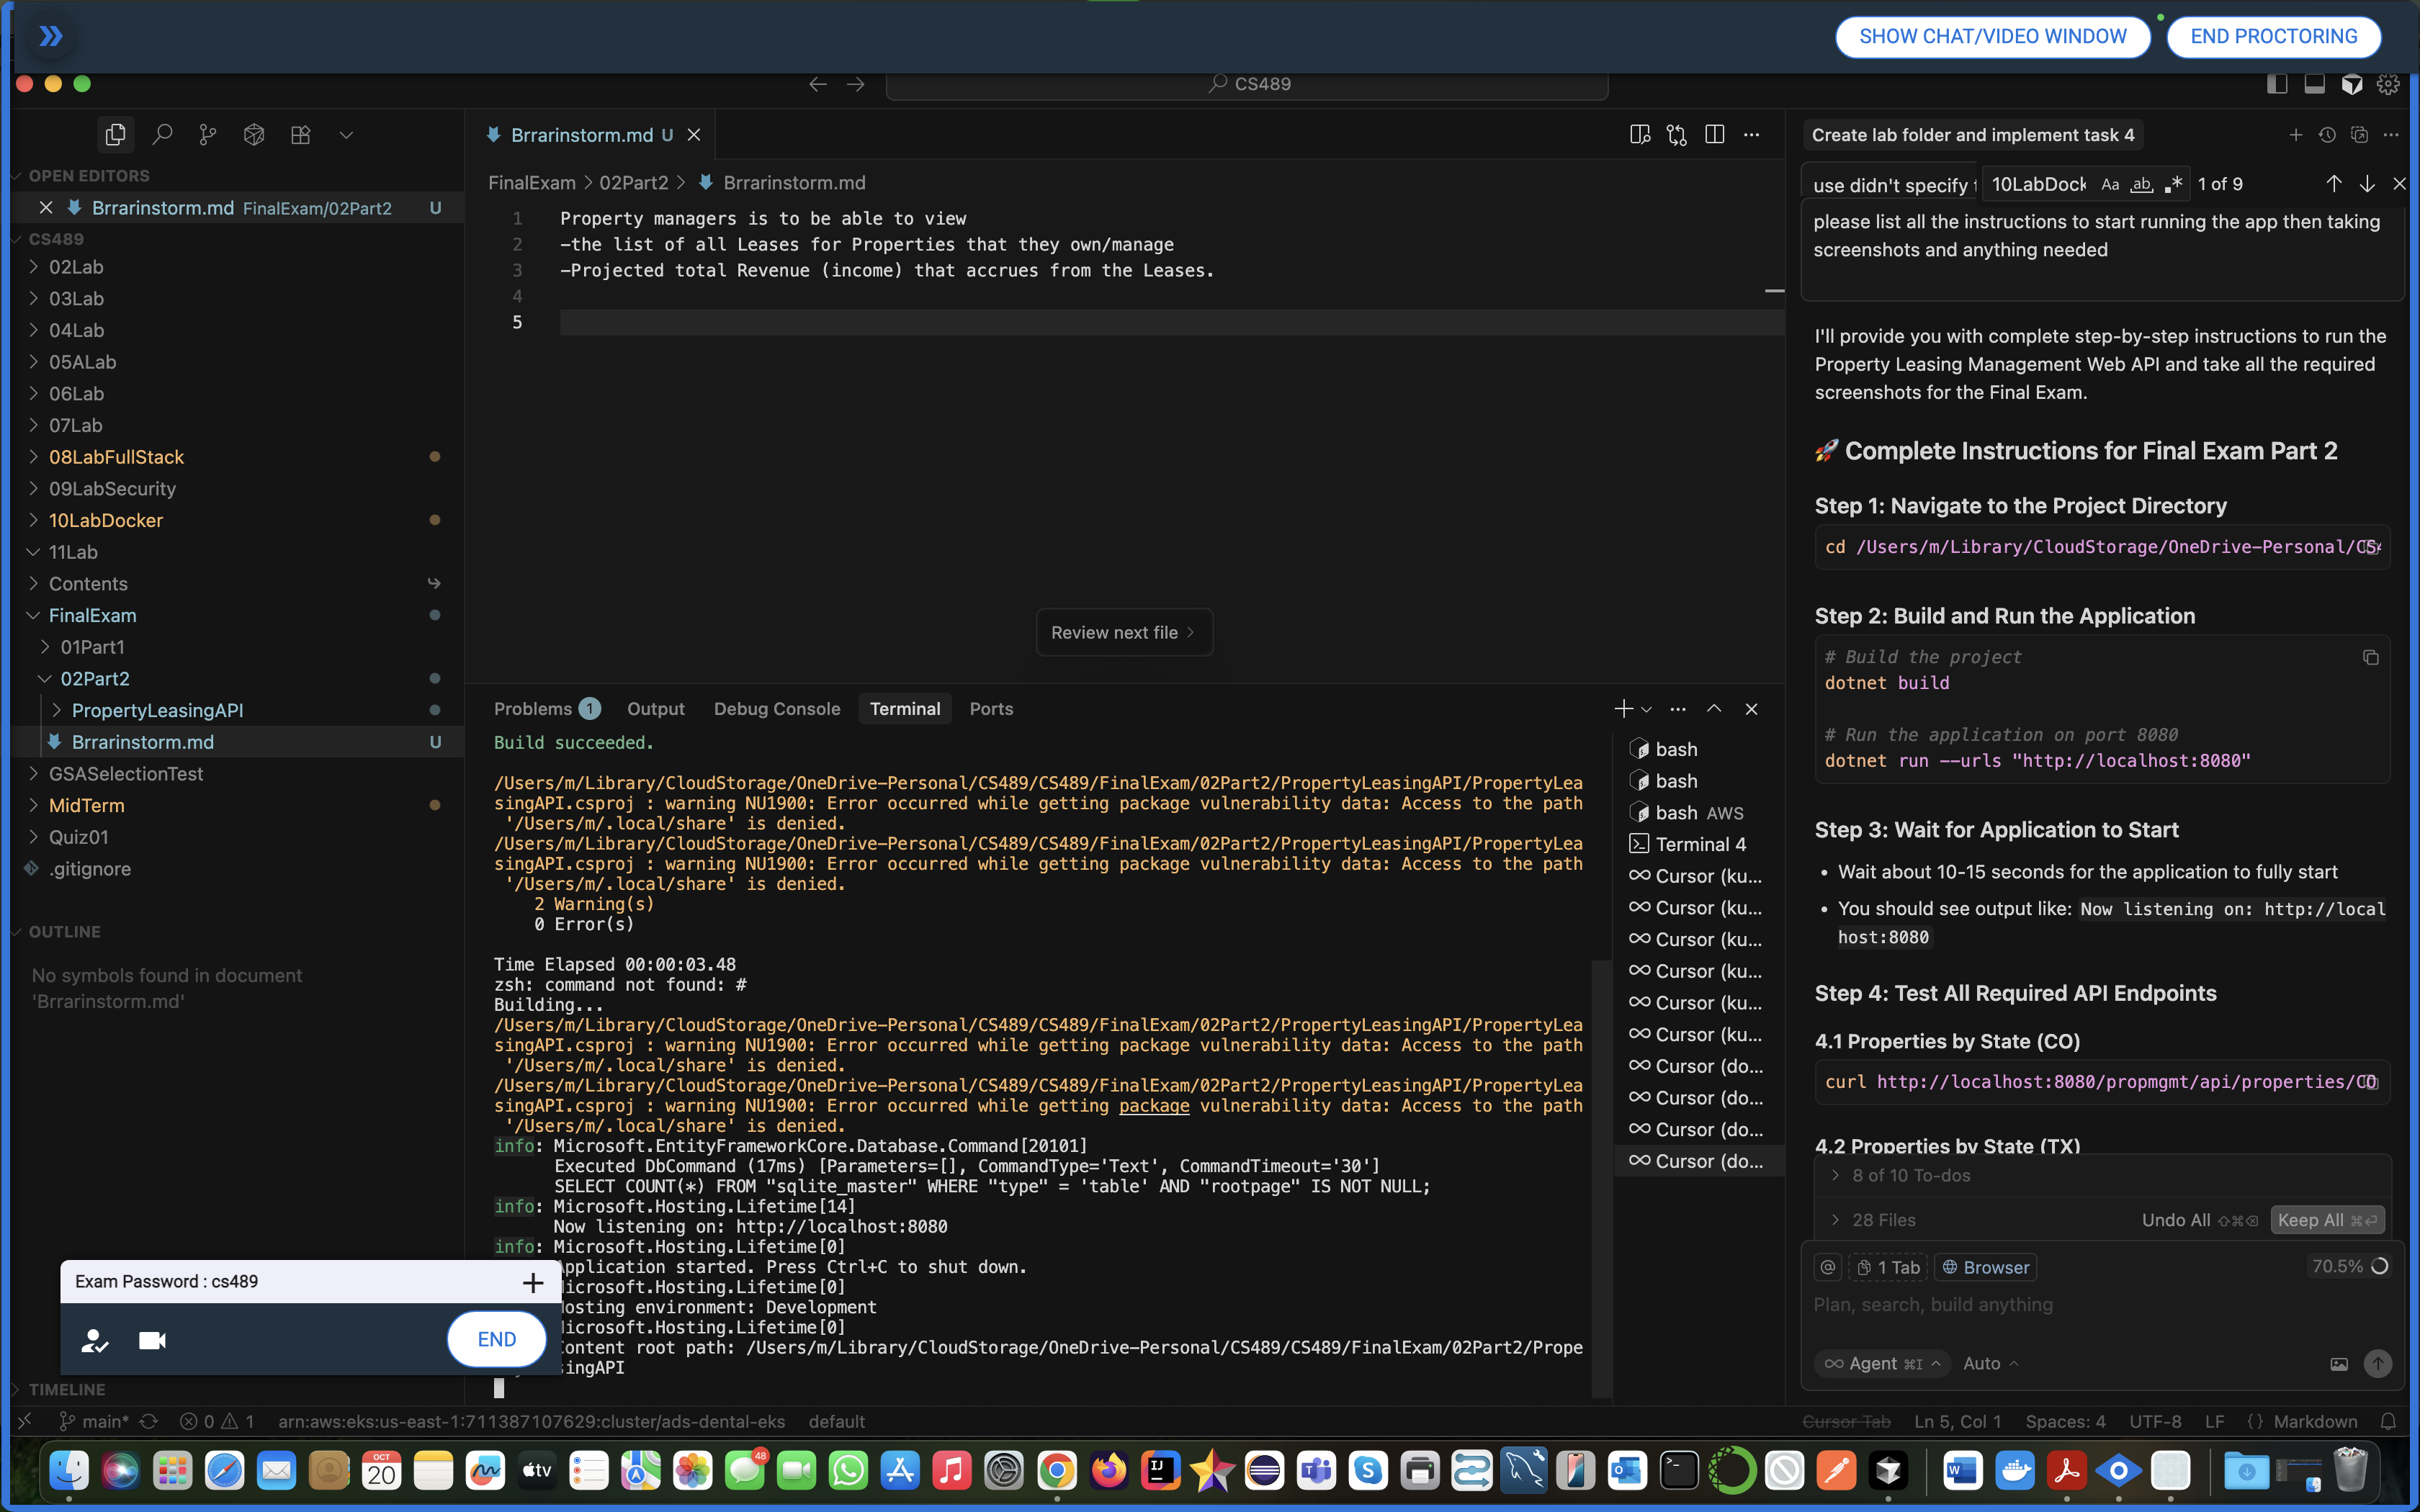 SHOW CHAT/VIDEO WINDOW
END PROCTORING
CS489
OPEN EDITORS
Brrarinstorm.md FinalExam/02Part2 U
CS489
02Lab
03Lab
04Lab
05ALab
06Lab
07Lab
08LabFullStack
09LabSecurity
10LabDocker
11Lab
Contents
FinalExam
01Part1
02Part2
PropertyLeasingAPI
Brrarinstorm.md U
GSASelectionTest
MidTerm
Quiz01
.gitignore
OUTLINE
No symbols found in document
'Brrarinstorm.md'
TIMELINE
Brrarinstorm.md U
FinalExam > 02Part2 > Brrarinstorm.md
1 Property managers is to be able to view
2 -the list of all Leases for Properties that they own/manage
3 -Projected total Revenue (income) that accrues from the Leases.
4
5
Review next file
Problems 1 Output Debug Console Terminal Ports
Build succeeded.
/Users/m/Library/CloudStorage/OneDrive-Personal/CS489/CS489/FinalExam/02Part2/PropertyLeasingAPI/PropertyLea
singAPI.csproj : warning NU1900: Error occurred while getting package vulnerability data: Access to the path
'/Users/m/.local/share' is denied.
/Users/m/Library/CloudStorage/OneDrive-Personal/CS489/CS489/FinalExam/02Part2/PropertyLeasingAPI/PropertyLea
singAPI.csproj : warning NU1900: Error occurred while getting package vulnerability data: Access to the path
'/Users/m/.local/share' is denied.
2 Warning(s)
0 Error(s)
Time Elapsed 00:00:03.48
zsh: command not found: #
Building...
/Users/m/Library/CloudStorage/OneDrive-Personal/CS489/CS489/FinalExam/02Part2/PropertyLeasingAPI/PropertyLea
singAPI.csproj : warning NU1900: Error occurred while getting package vulnerability data: Access to the path
'/Users/m/.local/share' is denied.
/Users/m/Library/CloudStorage/OneDrive-Personal/CS489/CS489/FinalExam/02Part2/PropertyLeasingAPI/PropertyLea
singAPI.csproj : warning NU1900: Error occurred while getting package vulnerability data: Access to the path
'/Users/m/.local/share' is denied.
info: Microsoft.EntityFrameworkCore.Database.Command[20101]
Executed DbCommand (17ms) [Parameters=[], CommandType='Text', CommandTimeout='30']
SELECT COUNT(*) FROM "sqlite_master" WHERE "type" = 'table' AND "rootpage" IS NOT NULL;
info: Microsoft.Hosting.Lifetime[14]
Now listening on: http://localhost:8080
info: Microsoft.Hosting.Lifetime[0]
pplication started. Press Ctrl+C to shut down.
icrosoft.Hosting.Lifetime[0]
osting environment: Development
icrosoft.Hosting.Lifetime[0]
ontent root path: /Users/m/Library/CloudStorage/OneDrive-Personal/CS489/CS489/FinalExam/02Part2/Prope
singAPI
bash
bash
bash AWS
Terminal 4
Cursor (ku...
Cursor (ku...
Cursor (ku...
Cursor (ku...
Cursor (ku...
Cursor (ku...
Cursor (do...
Cursor (do...
Cursor (do...
Cursor (do...
Exam Password : cs489
END
Create lab folder and implement task 4
use didn't specify
10LabDock Aa ab 1 of 9
please list all the instructions to start running the app then taking
screenshots and anything needed
I'll provide you with complete step-by-step instructions to run the
Property Leasing Management Web API and take all the required
screenshots for the Final Exam.
🚀 Complete Instructions for Final Exam Part 2
Step 1: Navigate to the Project Directory
cd /Users/m/Library/CloudStorage/OneDrive-Personal/CS
Step 2: Build and Run the Application
# Build the project
dotnet build
# Run the application on port 8080
dotnet run --urls "http://localhost:8080"
Step 3: Wait for Application to Start
• Wait about 10-15 seconds for the application to fully start
• You should see output like: Now listening on: http://local
host:8080
Step 4: Test All Required API Endpoints
4.1 Properties by State (CO)
curl http://localhost:8080/propmgmt/api/properties/CO
4.2 Properties by State (TX)
8 of 10 To-dos
28 Files Undo All Keep All
@ 1 Tab Browser 70.5%
Plan, search, build anything
Agent ⌘I Auto
main* 0 1 arn:aws:eks:us-east-1:711387107629:cluster/ads-dental-eks default
Cursor Tab Ln 5, Col 1 Spaces: 4 UTF-8 LF {} Markdown
OCT
20
tv
48
IJ